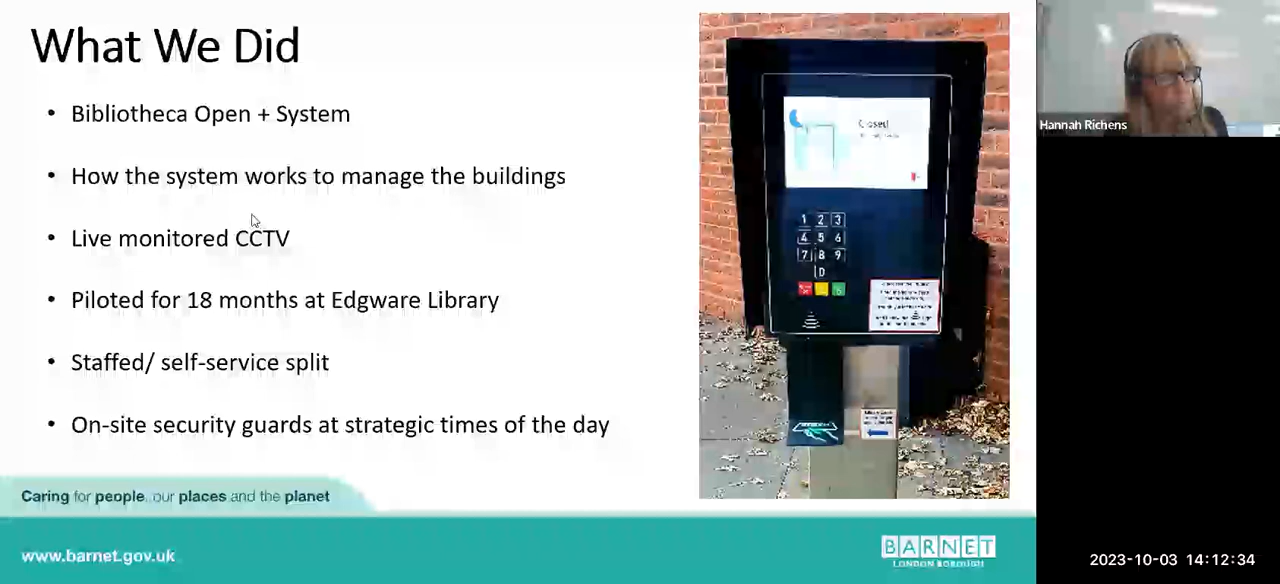 What We Did
• Bibliotheca Open + System
• How the system works to manage the buildings
• Live monitored CCTV
• Piloted for 18 months at Edgware Library
• Staffed/ self-service split
• On-site security guards at strategic times of the day
Caring for people, our places and the planet
www.barnet.gov.uk
BARNET
LONDON BOROUGH
Closed
1 2 3
4 5 6
7 8 9
Hannah Richens
2023-10-03 14:12:34